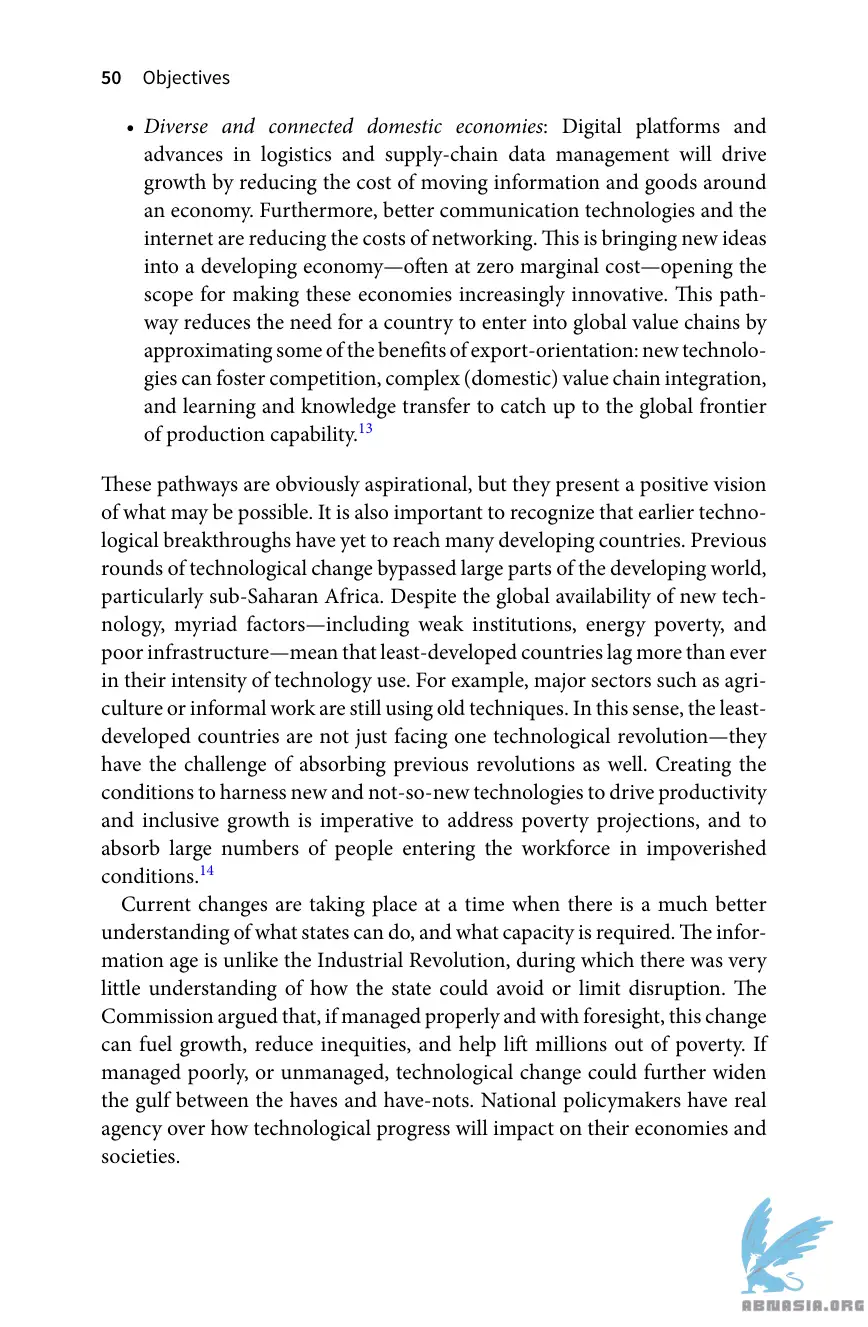 50 Objectives
• Diverse and connected domestic economies: Digital platforms and
advances in logistics and supply-chain data management will drive
growth by reducing the cost of moving information and goods around
an economy. Furthermore, better communication technologies and the
internet are reducing the costs of networking. This is bringing new ideas
into a developing economy—often at zero marginal cost—opening the
scope for making these economies increasingly innovative. This path-
way reduces the need for a country to enter into global value chains by
approximating some of the benefits of export-orientation: new technolo-
gies can foster competition, complex (domestic) value chain integration,
and learning and knowledge transfer to catch up to the global frontier
of production capability.13
These pathways are obviously aspirational, but they present a positive vision
of what may be possible. It is also important to recognize that earlier techno-
logical breakthroughs have yet to reach many developing countries. Previous
rounds of technological change bypassed large parts of the developing world,
particularly sub-Saharan Africa. Despite the global availability of new tech-
nology, myriad factors—including weak institutions, energy poverty, and
poor infrastructure—mean that least-developed countries lag more than ever
in their intensity of technology use. For example, major sectors such as agri-
culture or informal work are still using old techniques. In this sense, the least-
developed countries are not just facing one technological revolution—they
have the challenge of absorbing previous revolutions as well. Creating the
conditions to harness new and not-so-new technologies to drive productivity
and inclusive growth is imperative to address poverty projections, and to
absorb large numbers of people entering the workforce in impoverished
conditions.14
Current changes are taking place at a time when there is a much better
understanding of what states can do, and what capacity is required. The infor-
mation age is unlike the Industrial Revolution, during which there was very
little understanding of how the state could avoid or limit disruption. The
Commission argued that, if managed properly and with foresight, this change
can fuel growth, reduce inequities, and help lift millions out of poverty. If
managed poorly, or unmanaged, technological change could further widen
the gulf between the haves and have-nots. National policymakers have real
agency over how technological progress will impact on their economies and
societies.
ABNASIA.ORG